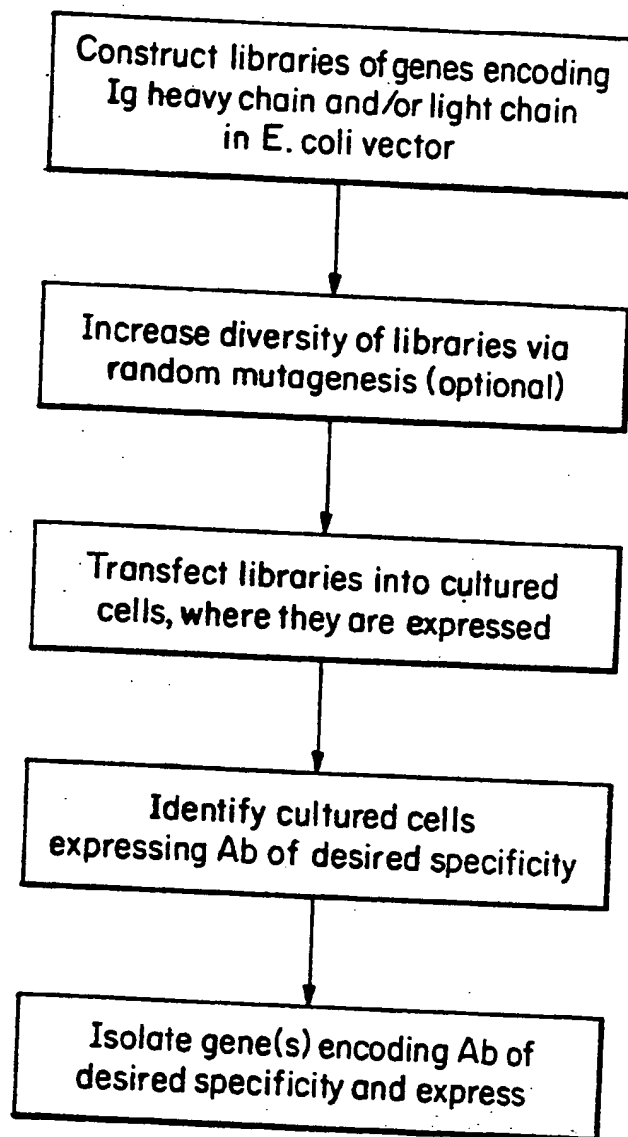 Construct libraries of genes encoding
Ig heavy chain and/or light chain
in E. coli vector
Increase diversity of libraries via
random mutagenesis (optional)
Transfect libraries into cultured
cells, where they are expressed
Identify cultured cells
expressing Ab of desired specificity
Isolate gene(s) encoding Ab of
desired specificity and express